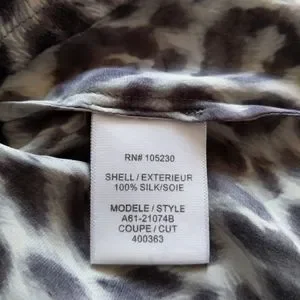 RN# 105230
SHELL / EXTERIEUR
100% SILK/SOIE
MODELE / STYLE
A61-21074B
COUPE / CUT
400363